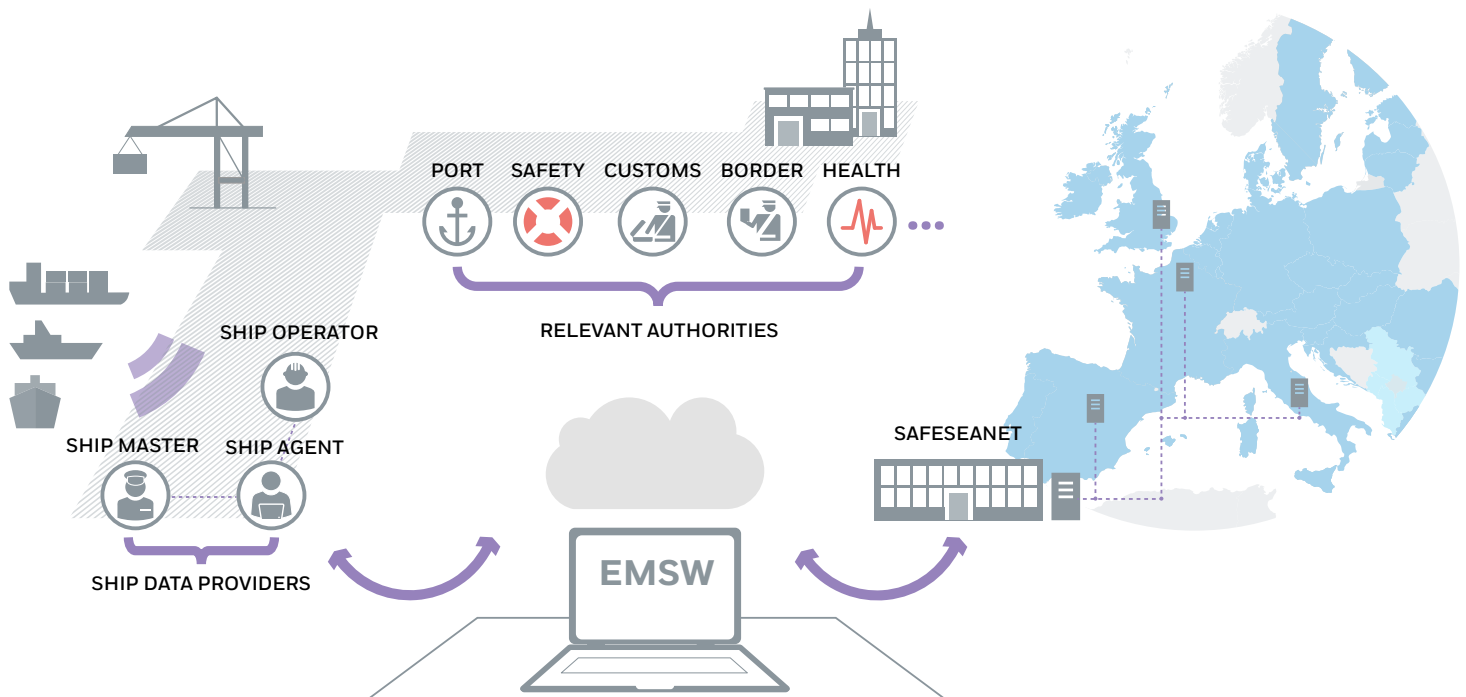 PORT
SAFETY
CUSTOMS
BORDER
HEALTH
RELEVANT AUTHORITIES
SHIP OPERATOR
SHIP MASTER
SHIP AGENT
SHIP DATA PROVIDERS
EMSW
SAFESEANET